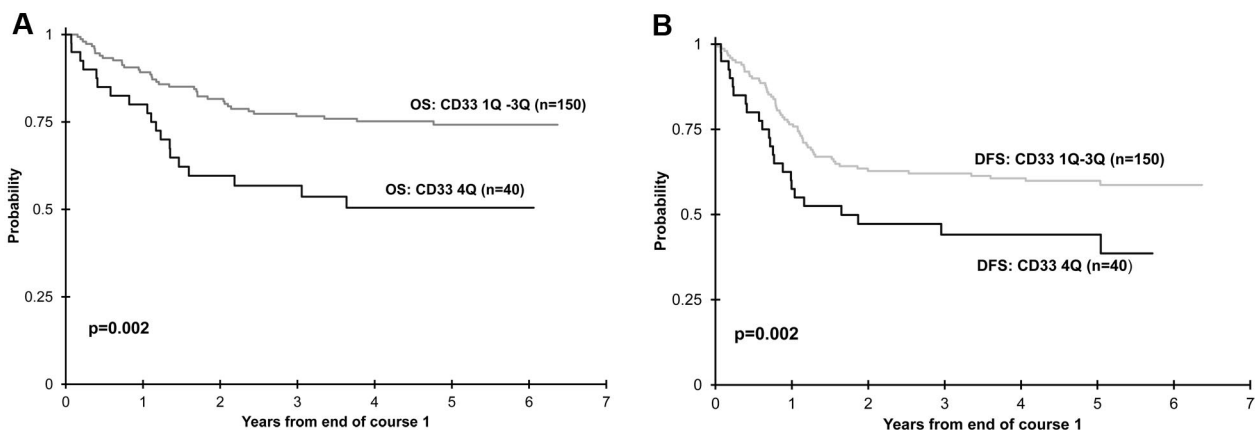 A
Probability
1
0.75
0.5
0.25
0
OS: CD33 1Q -3Q (n=150)
OS: CD33 4Q (n=40)
p=0.002
0 1 2 3 4 5 6 7
Years from end of course 1
B
Probability
1
0.75
0.5
0.25
0
DFS: CD33 1Q-3Q (n=150)
DFS: CD33 4Q (n=40)
p=0.002
0 1 2 3 4 5 6 7
Years from end of course 1